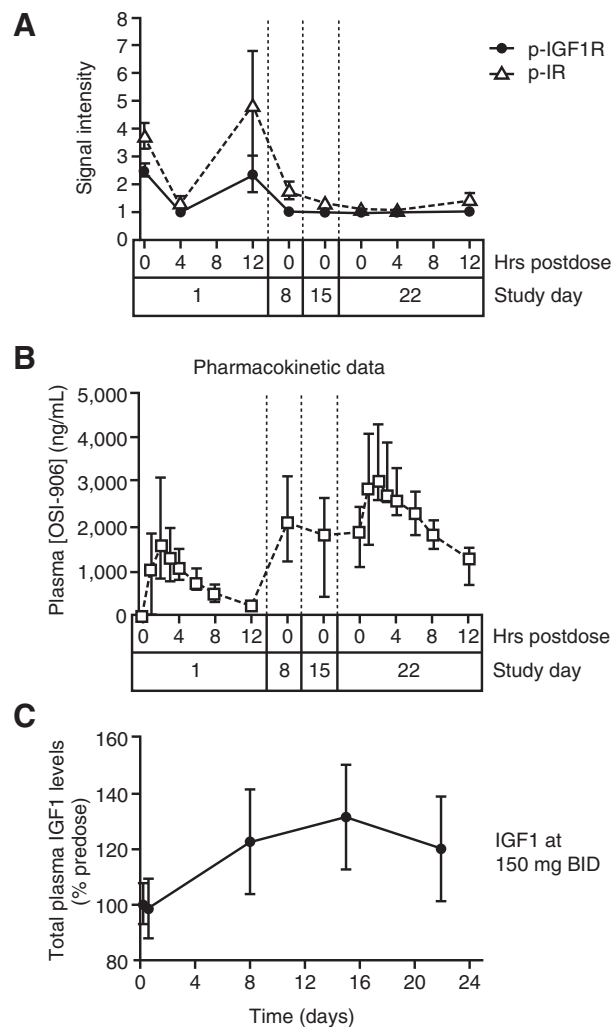 A
Signal intensity
8
7
6
5
4
3
2
1
0
p-IGF1R
p-IR
0 4 8 12 0 0 0 4 8 12 Hrs postdose
1 8 15 22 Study day
B
Pharmacokinetic data
Plasma [OSI-906] (ng/mL)
5,000
4,000
3,000
2,000
1,000
0
0 4 8 12 0 0 0 4 8 12 Hrs postdose
1 8 15 22 Study day
C
Total plasma IGF1 levels
(% predose)
160
140
120
100
80
IGF1 at
150 mg BID
0 4 8 12 16 20 24
Time (days)